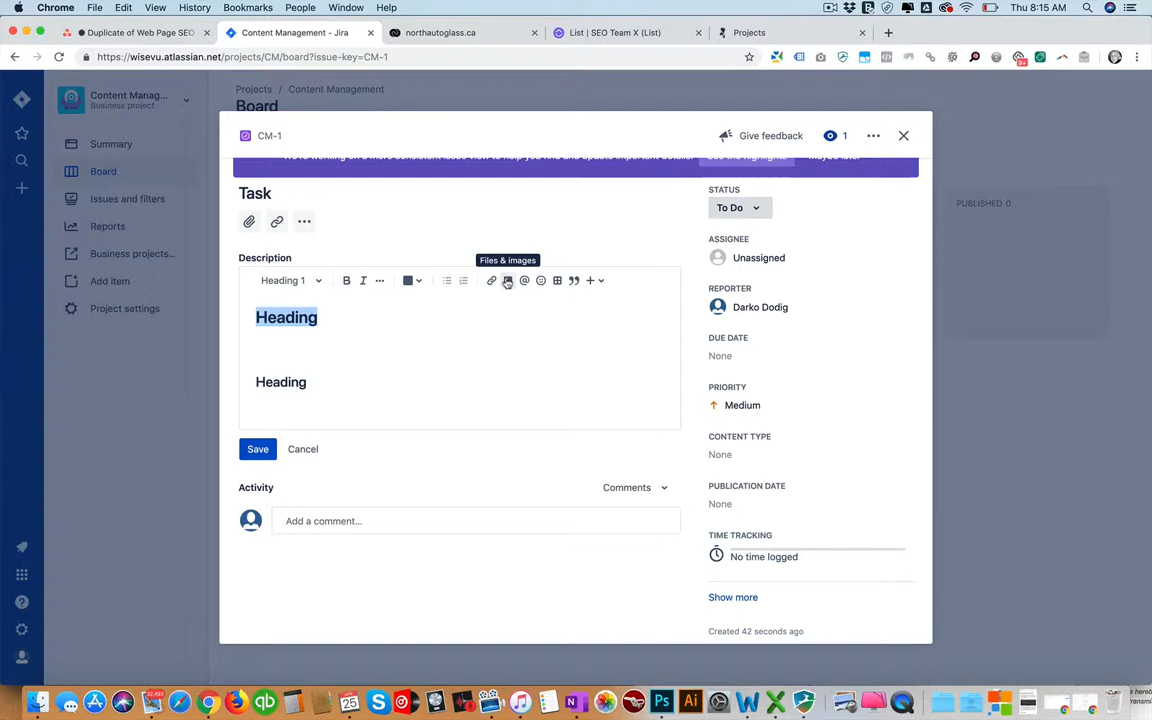 Chrome File Edit View History Bookmarks People Window Help Thu 8:15 AM
Duplicate of Web Page SEO Content Management - Jira northautoglass.ca List | SEO Team X (List) Projects
https://wisevu.atlassian.net/projects/CM/board?issue-key=CM-1
Content Manag...
Business project
Projects / Content Management
Board
CM-1 Give feedback 1
Summary
Board
Issues and filters
Reports
Business projects...
Add item
Project settings
PUBLISHED 0
Task
Description
Files & images
Heading 1
Heading
Heading
Save Cancel
Activity Comments
Add a comment...
STATUS
To Do
ASSIGNEE
Unassigned
REPORTER
Darko Dodig
DUE DATE
None
PRIORITY
Medium
CONTENT TYPE
None
PUBLICATION DATE
None
TIME TRACKING
No time logged
Show more
Created 42 seconds ago